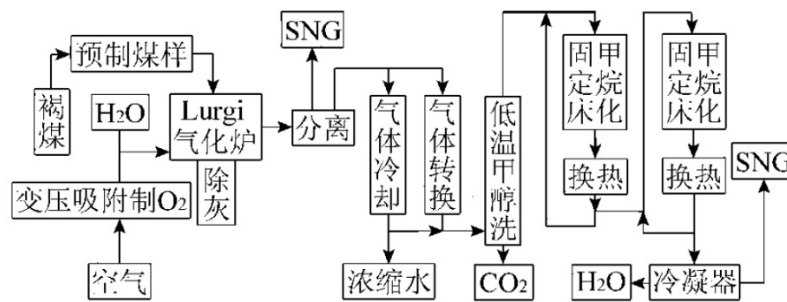 预制煤样
褐煤
H₂O
变压吸附制O₂
空气
Lurgi
气化炉
除灰
SNG
分离
气体冷却
气体转换
浓缩水
低温甲醇洗
CO₂
固定床
甲烷化
换热
固定床
甲烷化
换热
SNG
H₂O
冷凝器